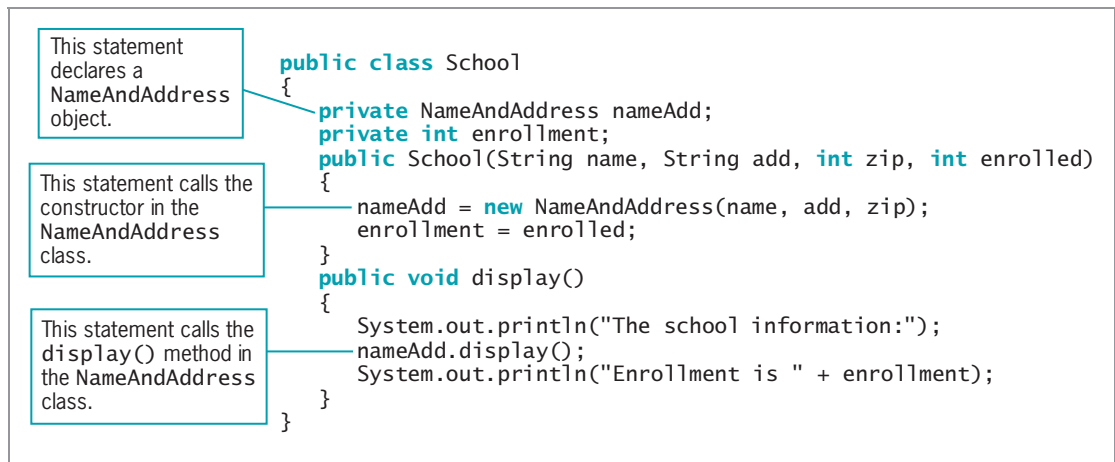 This statement
declares a
NameAndAddress
object.
public class School
{
private NameAndAddress nameAdd;
private int enrollment;
public School(String name, String add, int zip, int enrolled)
{
This statement calls the
constructor in the
NameAndAddress
class.
nameAdd = new NameAndAddress(name, add, zip);
enrollment = enrolled;
}
public void display()
{
This statement calls the
display() method in
the NameAndAddress
class.
System.out.println("The school information:");
nameAdd.display();
System.out.println("Enrollment is " + enrollment);
}
}